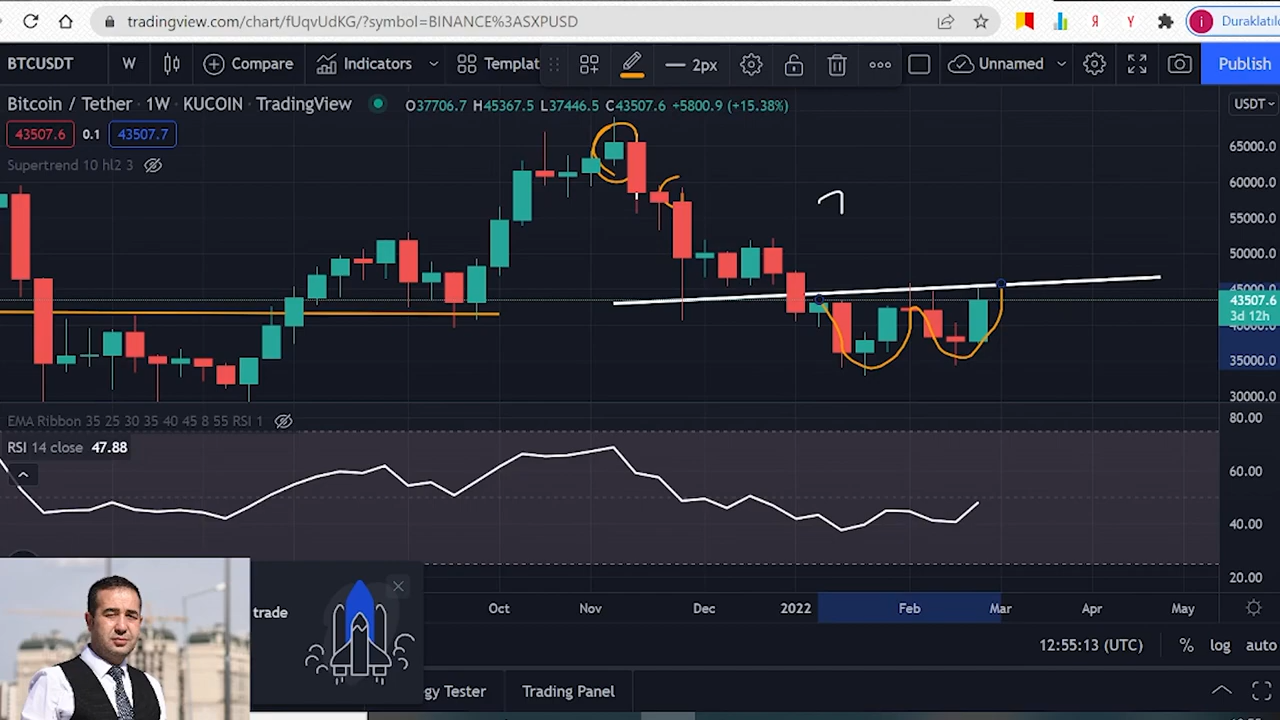 tradingview.com/chart/fUqvUdKG/?symbol=BINANCE%3ASXPUSD
Duraklatıl
BTCUSDT W Compare Indicators Templat 2px Unnamed Publish
Bitcoin / Tether · 1W · KUCOIN · TradingView O37706.7 H45367.5 L37446.5 C43507.6 +5800.9 (+15.38%) USDT
43507.6 0.1 43507.7
Supertrend 10 hl2 3
65000.0
60000.0
55000.0
50000.0
45000.0
43507.6
3d 12h
40000.0
35000.0
30000.0
EMA Ribbon 35 25 30 35 40 45 8 55 RSI 1
80.00
RSI 14 close 47.88
60.00
40.00
20.00
trade
Oct Nov Dec 2022 Feb Mar Apr May
12:55:13 (UTC) % log auto
gy Tester Trading Panel